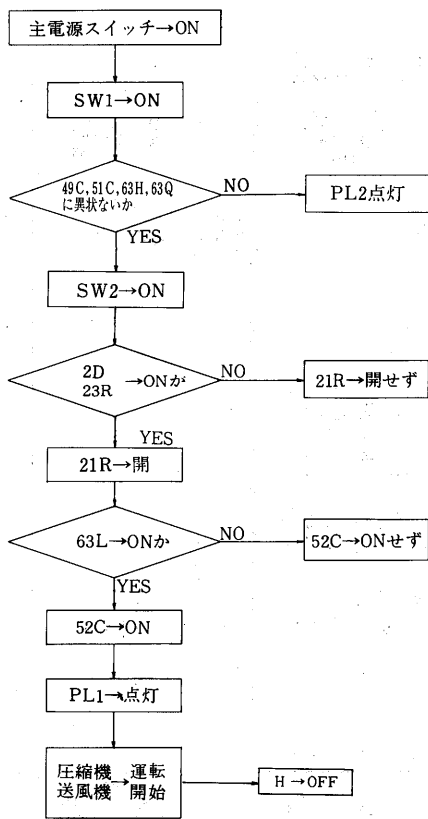 主電源スイッチ→ON
SW1→ON
49C,51C,63H,63Q
に異状ないか
NO
PL2点灯
YES
SW2→ON
2D
23R →ONが
NO
21R→開せず
YES
21R→開
63L→ONか
NO
52C→ONせず
YES
52C→ON
PL1→点灯
圧縮機→運転
送風機 開始
H→OFF